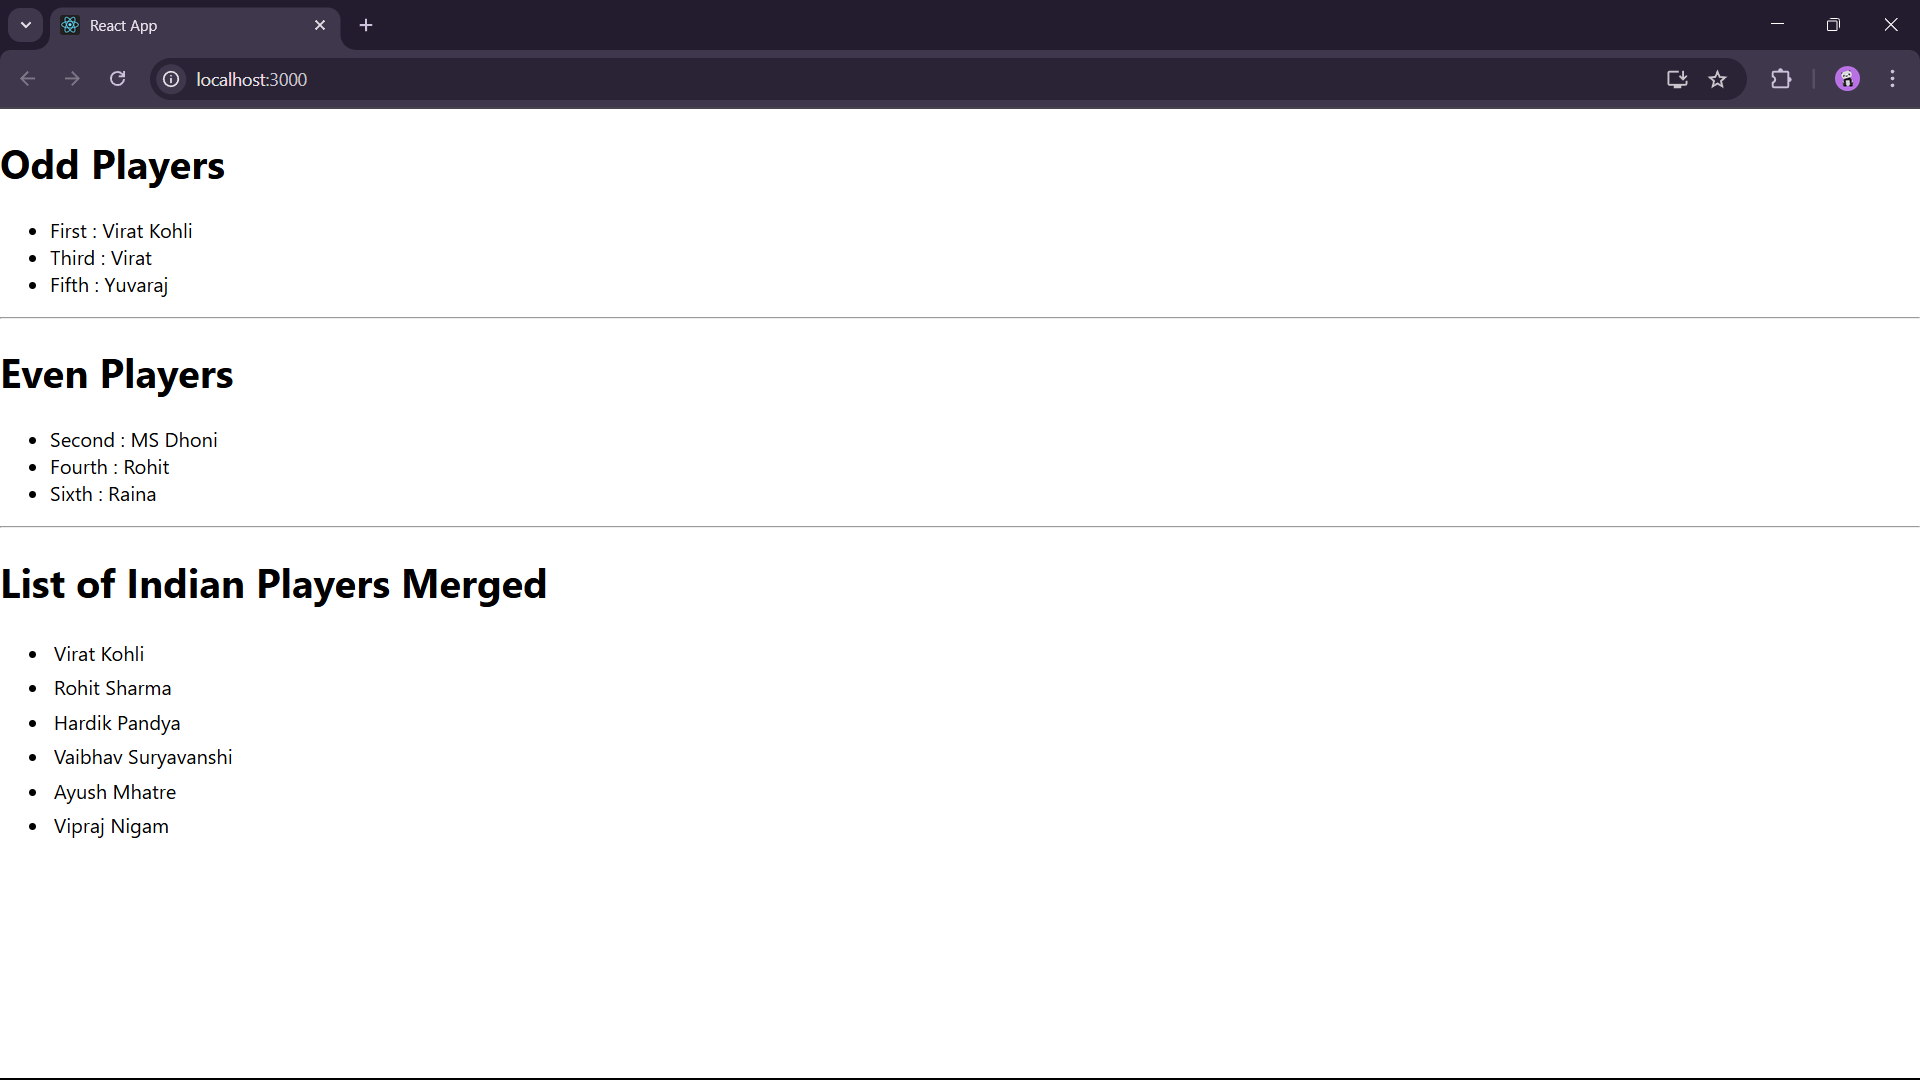 React App
localhost:3000
Odd Players
First : Virat Kohli
Third : Virat
Fifth : Yuvaraj
Even Players
Second : MS Dhoni
Fourth : Rohit
Sixth : Raina
List of Indian Players Merged
Virat Kohli
Rohit Sharma
Hardik Pandya
Vaibhav Suryavanshi
Ayush Mhatre
Vipraj Nigam